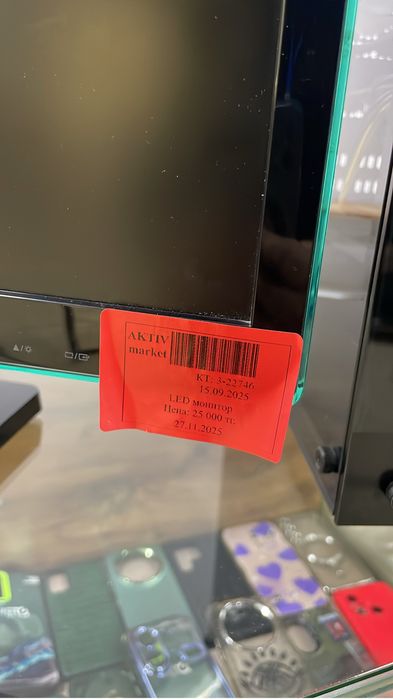 AKTIV
market
КТ: 3-22746
15.09.2025
LED монитор
Цена: 25 000 тг.
27.11.2025